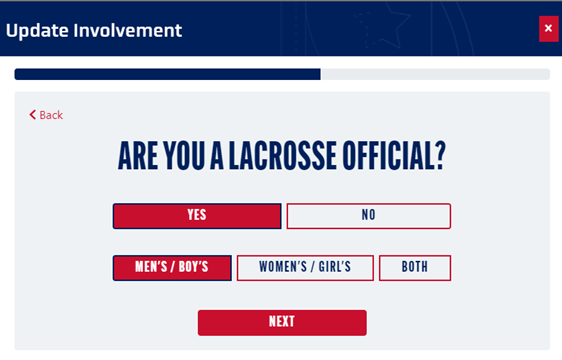 Update Involvement
×
Back
ARE YOU A LACROSSE OFFICIAL?
YES NO
MEN'S / BOY'S WOMEN'S / GIRL'S BOTH
NEXT